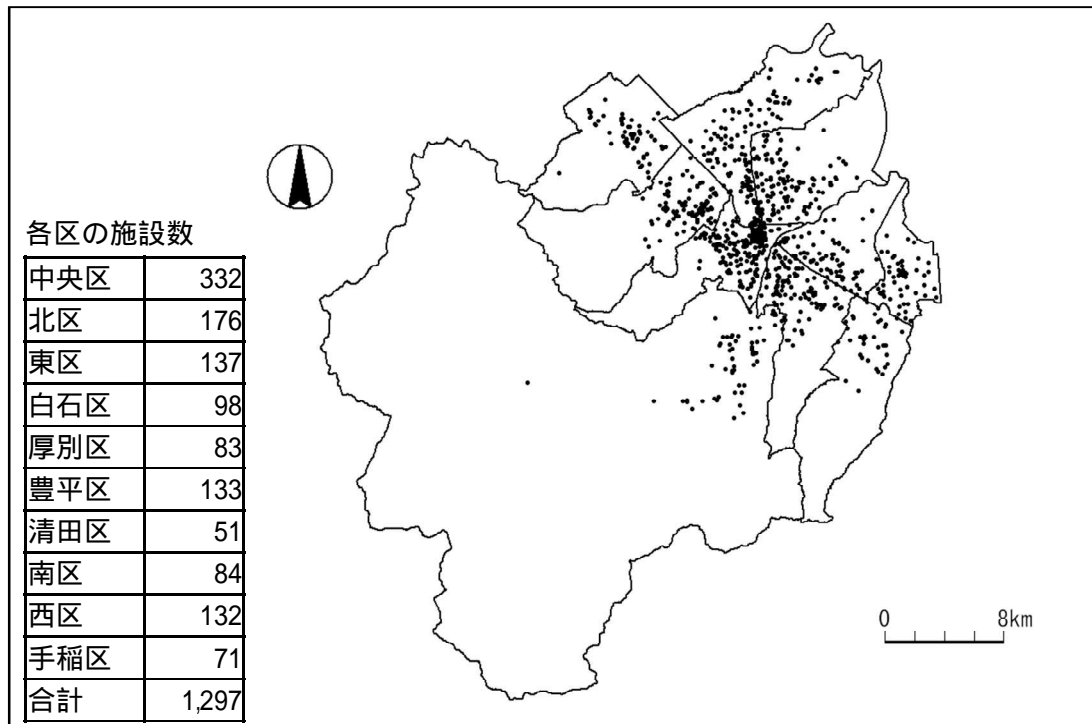 各区の施設数
中央区 332
北区 176
東区 137
白石区 98
厚別区 83
豊平区 133
清田区 51
南区 84
西区 132
手稲区 71
合計 1,297
0 8km